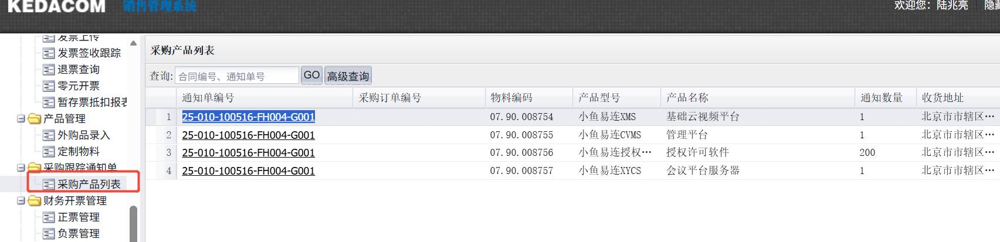 KEDACOM 销售管理系统
欢迎您：陆兆亮 隐藏
发票上传
发票签收跟踪
退票查询
零元开票
暂存票抵扣报表
产品管理
外购品录入
定制物料
采购跟踪通知单
采购产品列表
财务开票管理
正票管理
负票管理
采购产品列表
查询: 合同编号、通知单号 GO 高级查询
通知单编号 采购订单编号 物料编码 产品型号 产品名称 通知数量 收货地址
1 25-010-100516-FH004-G001 07.90.008754 小鱼易连XMS 基础云视频平台 1 北京市市辖区…
2 25-010-100516-FH004-G001 07.90.008755 小鱼易连CVMS 管理平台 1 北京市市辖区…
3 25-010-100516-FH004-G001 07.90.008756 小鱼易连授权… 授权许可软件 200 北京市市辖区…
4 25-010-100516-FH004-G001 07.90.008757 小鱼易连XYCS 会议平台服务器 1 北京市市辖区…